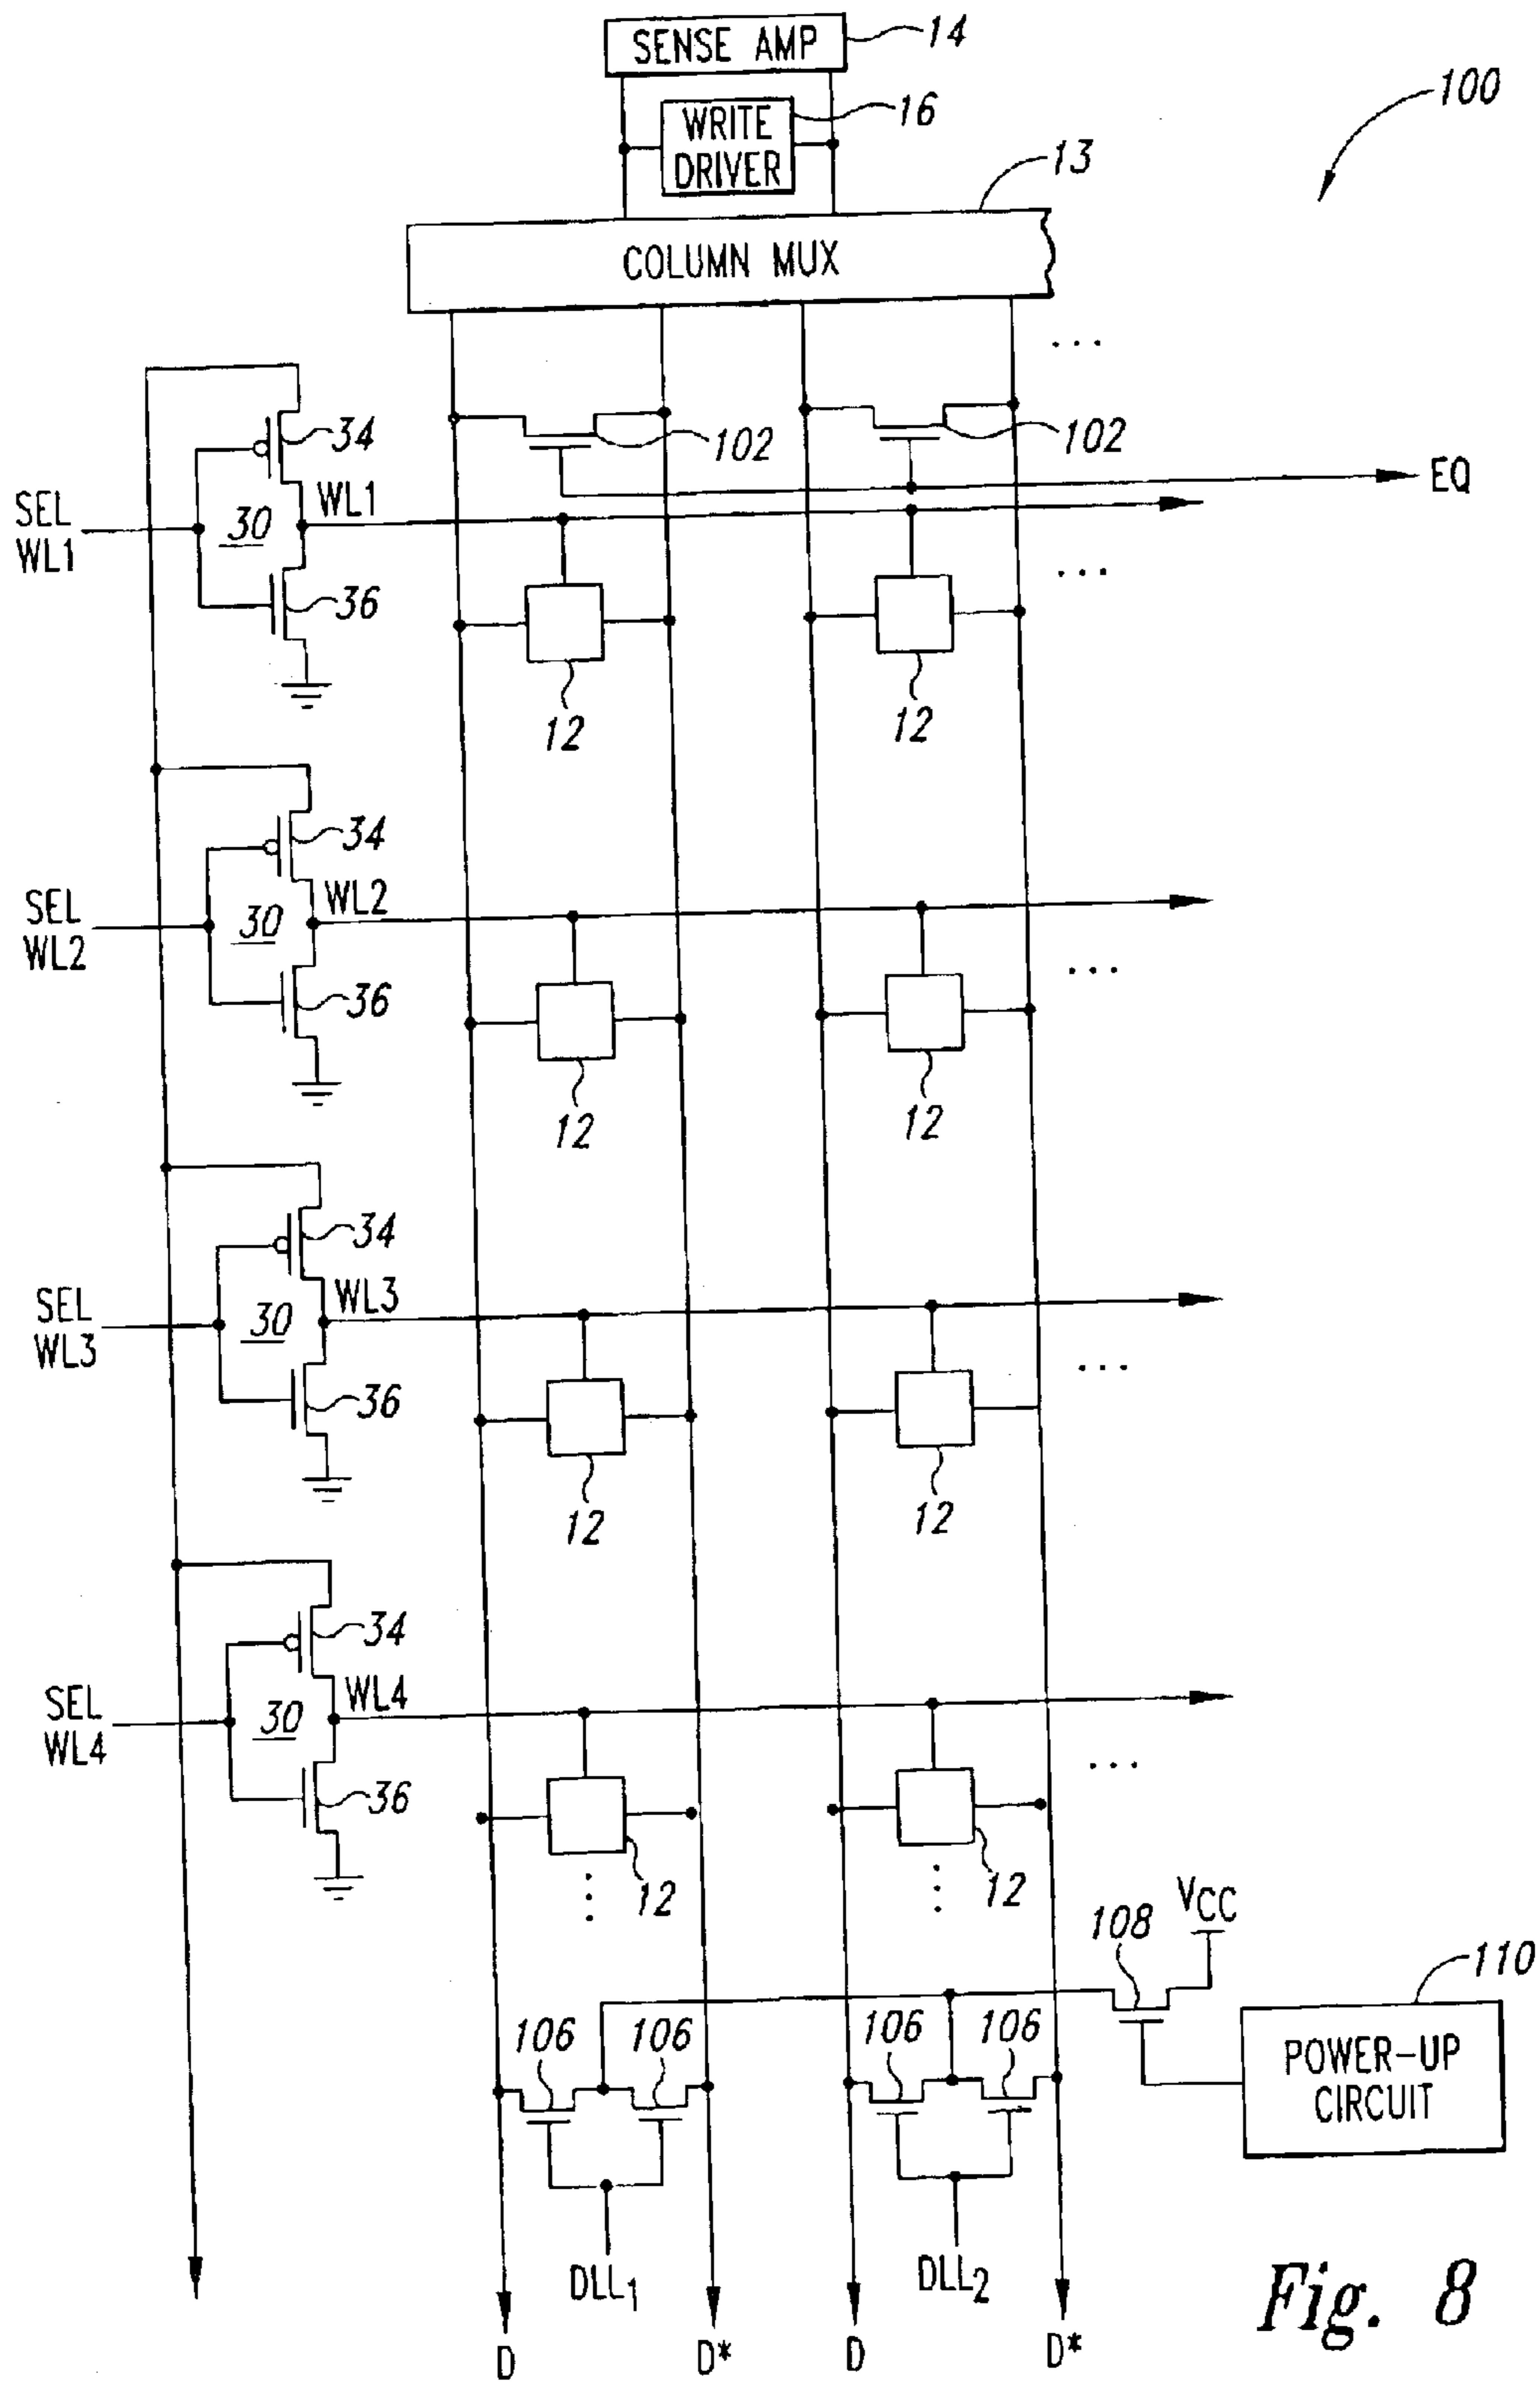 SENSE AMP
14
WRITE
DRIVER
16
100
13
COLUMN MUX
...
34
102
102
EQ
WL1
SEL
WL1
30
...
36
12
12
34
WL2
SEL
WL2
30
...
36
12
12
34
WL3
SEL
WL3
30
...
36
12
12
34
WL4
SEL
WL4
30
...
36
12
12
VCC
108
110
106
106
106
106
POWER-UP
CIRCUIT
DLL1
DLL2
D
D*
D
D*
Fig. 8